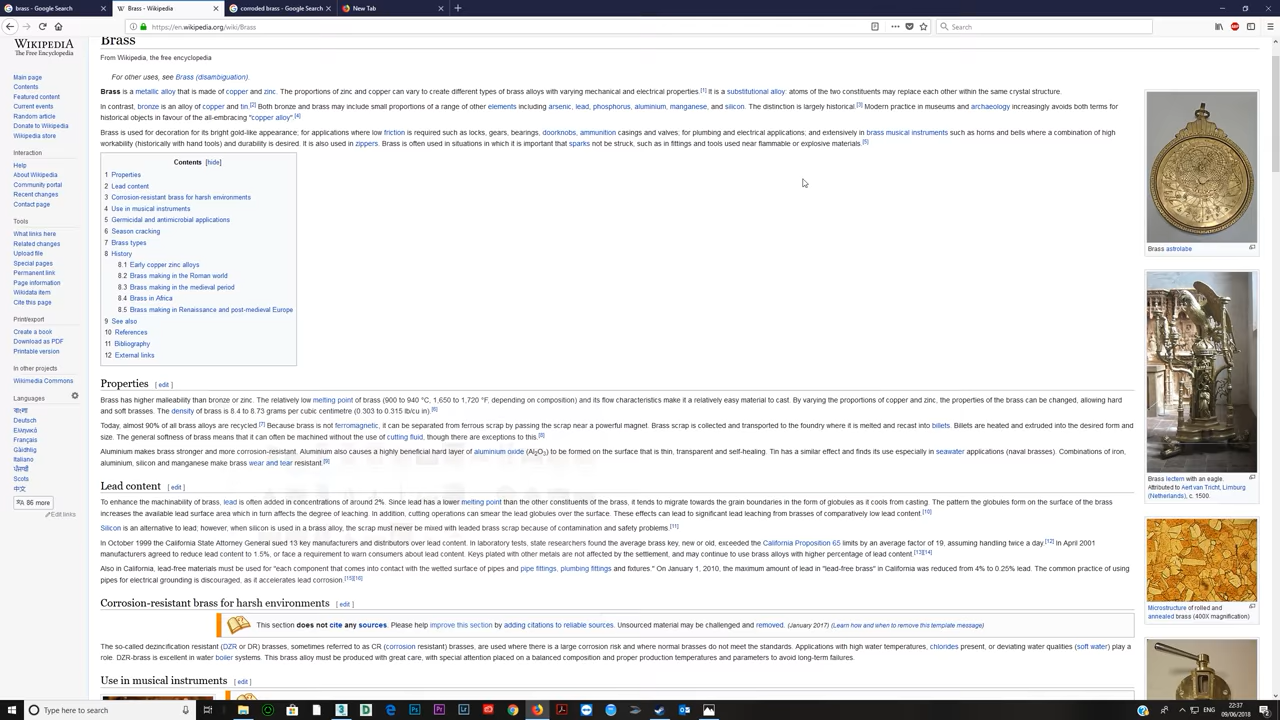 brass - Google Search
Brass - Wikipedia
corroded brass - Google Search
New Tab
https://en.wikipedia.org/wiki/Brass
Search
WIKIPEDIA
The Free Encyclopedia
Main page
Contents
Featured content
Current events
Random article
Donate to Wikipedia
Wikipedia store
Interaction
Help
About Wikipedia
Community portal
Recent changes
Contact page
Tools
What links here
Related changes
Upload file
Special pages
Permanent link
Page information
Wikidata item
Cite this page
Print/export
Create a book
Download as PDF
Printable version
In other projects
Wikimedia Commons
Languages
বাংলা
Deutsch
Ελληνικά
Français
Gàidhlig
Italiano
ਪੰਜਾਬੀ
Scots
中文
86 more
Edit links
Brass
From Wikipedia, the free encyclopedia
For other uses, see Brass (disambiguation).
Brass is a metallic alloy that is made of copper and zinc. The proportions of zinc and copper can vary to create different types of brass alloys with varying mechanical and electrical properties.[1] It is a substitutional alloy: atoms of the two constituents may replace each other within the same crystal structure.
In contrast, bronze is an alloy of copper and tin.[2] Both bronze and brass may include small proportions of a range of other elements including arsenic, lead, phosphorus, aluminium, manganese, and silicon. The distinction is largely historical.[3] Modern practice in museums and archaeology increasingly avoids both terms for
historical objects in favour of the all-embracing "copper alloy".[4]
Brass is used for decoration for its bright gold-like appearance; for applications where low friction is required such as locks, gears, bearings, doorknobs, ammunition casings and valves; for plumbing and electrical applications; and extensively in brass musical instruments such as horns and bells where a combination of high
workability (historically with hand tools) and durability is desired. It is also used in zippers. Brass is often used in situations in which it is important that sparks not be struck, such as in fittings and tools used near flammable or explosive materials.[5]
Contents [hide]
1 Properties
2 Lead content
3 Corrosion-resistant brass for harsh environments
4 Use in musical instruments
5 Germicidal and antimicrobial applications
6 Season cracking
7 Brass types
8 History
8.1 Early copper zinc alloys
8.2 Brass making in the Roman world
8.3 Brass making in the medieval period
8.4 Brass in Africa
8.5 Brass making in Renaissance and post-medieval Europe
9 See also
10 References
11 Bibliography
12 External links
Properties [ edit ]
Brass has higher malleability than bronze or zinc. The relatively low melting point of brass (900 to 940 °C, 1,650 to 1,720 °F, depending on composition) and its flow characteristics make it a relatively easy material to cast. By varying the proportions of copper and zinc, the properties of the brass can be changed, allowing hard
and soft brasses. The density of brass is 8.4 to 8.73 grams per cubic centimetre (0.303 to 0.315 lb/cu in).[6]
Today, almost 90% of all brass alloys are recycled.[7] Because brass is not ferromagnetic, it can be separated from ferrous scrap by passing the scrap near a powerful magnet. Brass scrap is collected and transported to the foundry where it is melted and recast into billets. Billets are heated and extruded into the desired form and
size. The general softness of brass means that it can often be machined without the use of cutting fluid, though there are exceptions to this.[8]
Aluminium makes brass stronger and more corrosion-resistant. Aluminium also causes a highly beneficial hard layer of aluminium oxide (Al2O3) to be formed on the surface that is thin, transparent and self-healing. Tin has a similar effect and finds its use especially in seawater applications (naval brasses). Combinations of iron,
aluminium, silicon and manganese make brass wear and tear resistant.[9]
Lead content [ edit ]
To enhance the machinability of brass, lead is often added in concentrations of around 2%. Since lead has a lower melting point than the other constituents of the brass, it tends to migrate towards the grain boundaries in the form of globules as it cools from casting. The pattern the globules form on the surface of the brass
increases the available lead surface area which in turn affects the degree of leaching. In addition, cutting operations can smear the lead globules over the surface. These effects can lead to significant lead leaching from brasses of comparatively low lead content.[10]
Silicon is an alternative to lead; however, when silicon is used in a brass alloy, the scrap must never be mixed with leaded brass scrap because of contamination and safety problems.[11]
In October 1999 the California State Attorney General sued 13 key manufacturers and distributors over lead content. In laboratory tests, state researchers found the average brass key, new or old, exceeded the California Proposition 65 limits by an average factor of 19, assuming handling twice a day.[12] In April 2001
manufacturers agreed to reduce lead content to 1.5%, or face a requirement to warn consumers about lead content. Keys plated with other metals are not affected by the settlement, and may continue to use brass alloys with higher percentage of lead content.[13][14]
Also in California, lead-free materials must be used for "each component that comes into contact with the wetted surface of pipes and pipe fittings, plumbing fittings and fixtures." On January 1, 2010, the maximum amount of lead in "lead-free brass" in California was reduced from 4% to 0.25% lead. The common practice of using
pipes for electrical grounding is discouraged, as it accelerates lead corrosion.[15][16]
Corrosion-resistant brass for harsh environments [ edit ]
This section does not cite any sources. Please help improve this section by adding citations to reliable sources. Unsourced material may be challenged and removed. (January 2017) (Learn how and when to remove this template message)
The so-called dezincification resistant (DZR or DR) brasses, sometimes referred to as CR (corrosion resistant) brasses, are used where there is a large corrosion risk and where normal brasses do not meet the standards. Applications with high water temperatures, chlorides present, or deviating water qualities (soft water) play a
role. DZR-brass is excellent in water boiler systems. This brass alloy must be produced with great care, with special attention placed on a balanced composition and proper production temperatures and parameters to avoid long-term failures.
Use in musical instruments [ edit ]
Brass astrolabe
Brass lectern with an eagle.
Attributed to Aert van Tricht, Limburg
(Netherlands), c. 1500.
Microstructure of rolled and
annealed brass (400X magnification)
Type here to search
ENG
22:37
09/06/2018